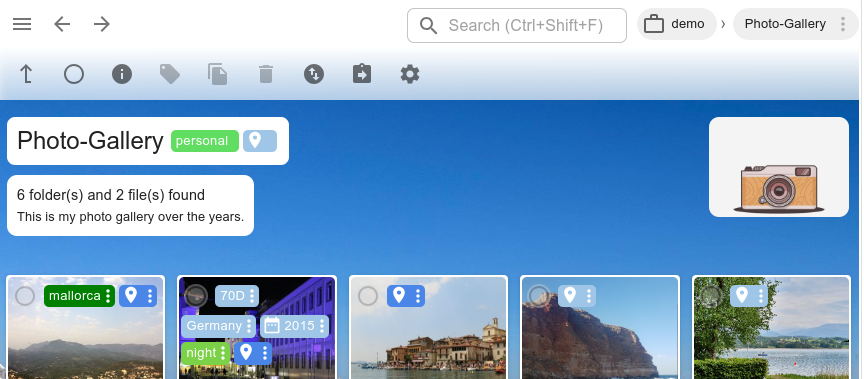 Search (Ctrl+Shift+F)
demo › Photo-Gallery
Photo-Gallery personal
6 folder(s) and 2 file(s) found
This is my photo gallery over the years.
mallorca
70D
Germany 2015
night